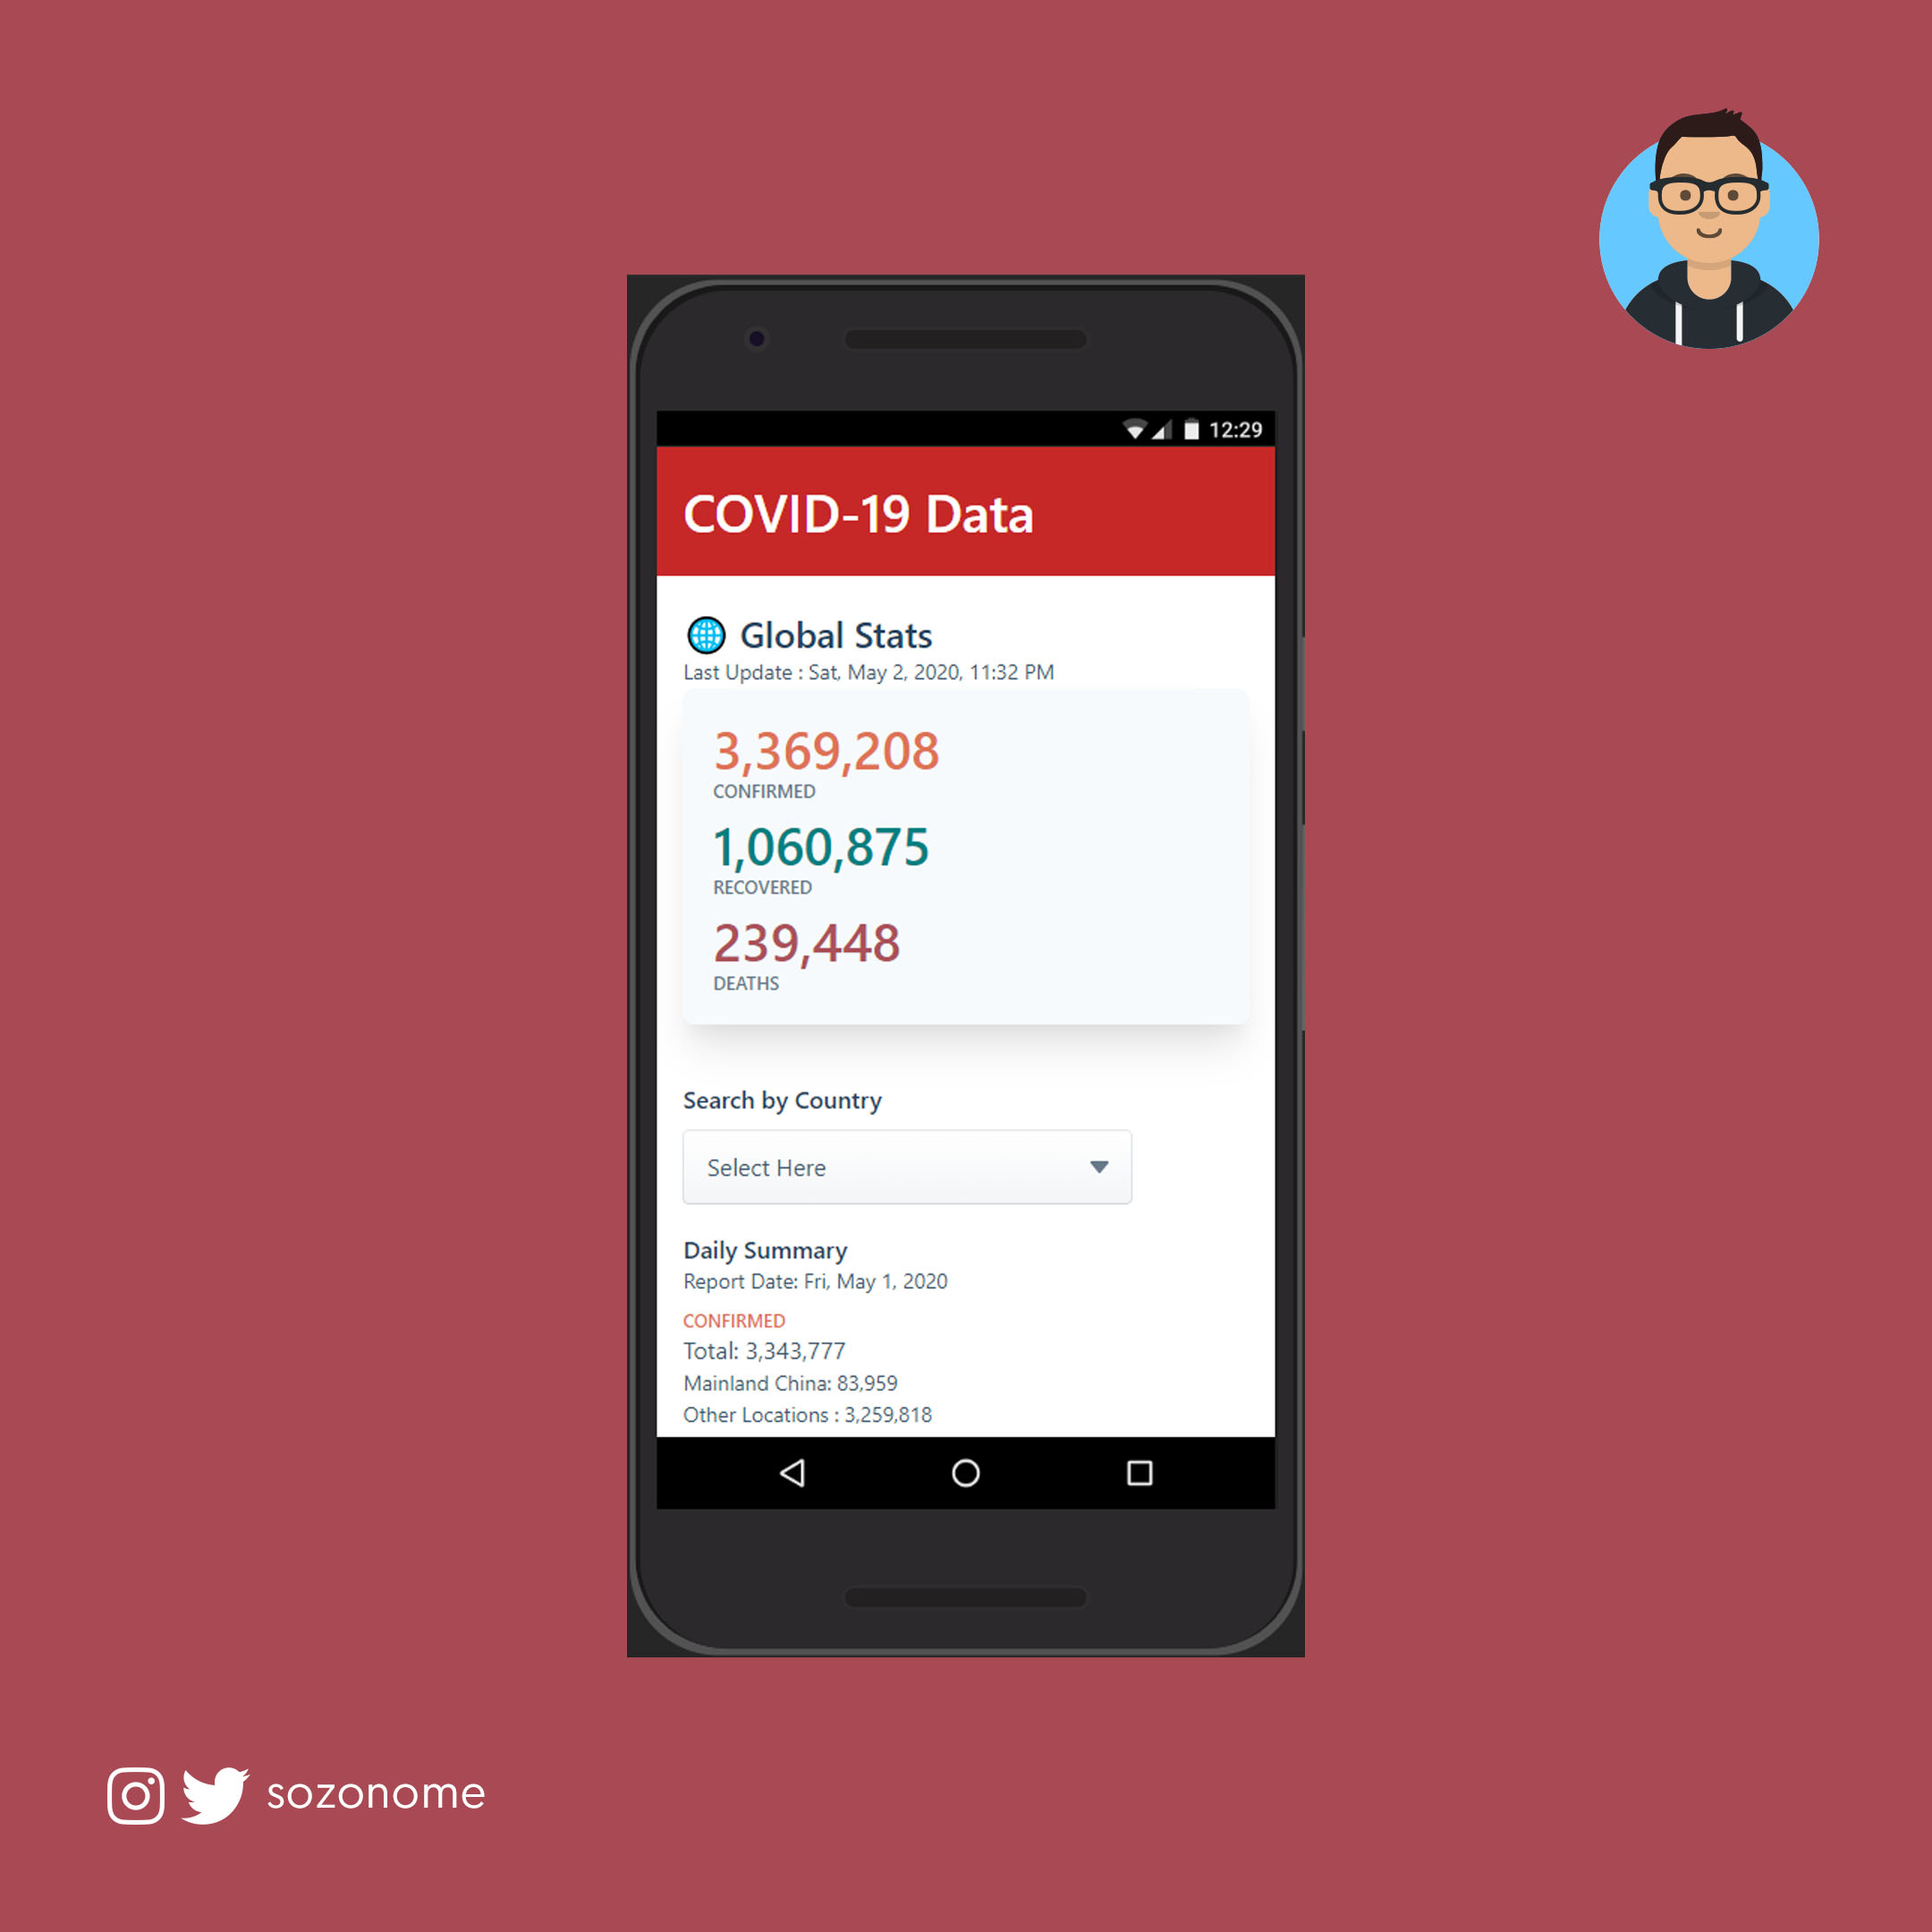 12:29
COVID-19 Data
Global Stats
Last Update : Sat, May 2, 2020, 11:32 PM
3,369,208
CONFIRMED
1,060,875
RECOVERED
239,448
DEATHS
Search by Country
Select Here
Daily Summary
Report Date: Fri, May 1, 2020
CONFIRMED
Total: 3,343,777
Mainland China: 83,959
Other Locations : 3,259,818
sozonome